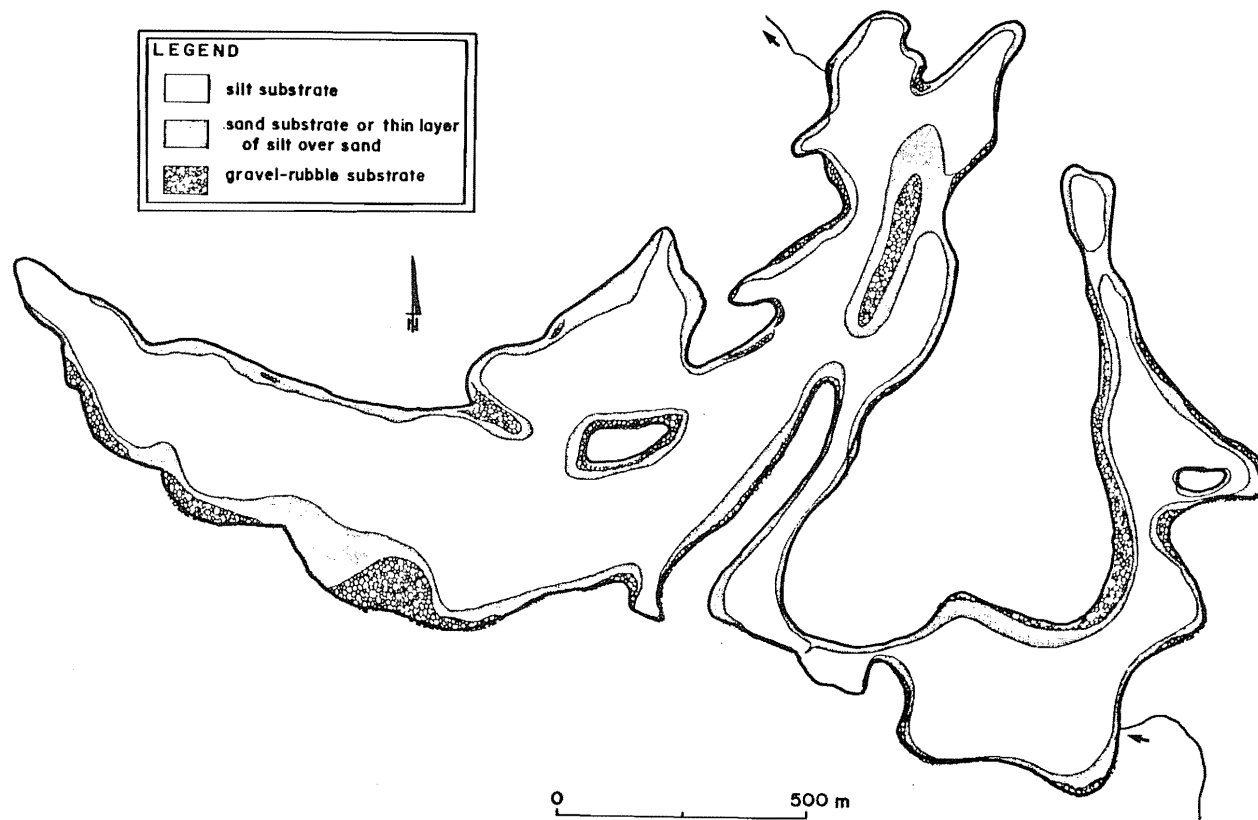 LEGEND
silt substrate
sand substrate or thin layer
of silt over sand
gravel-rubble substrate
N
0 500 m